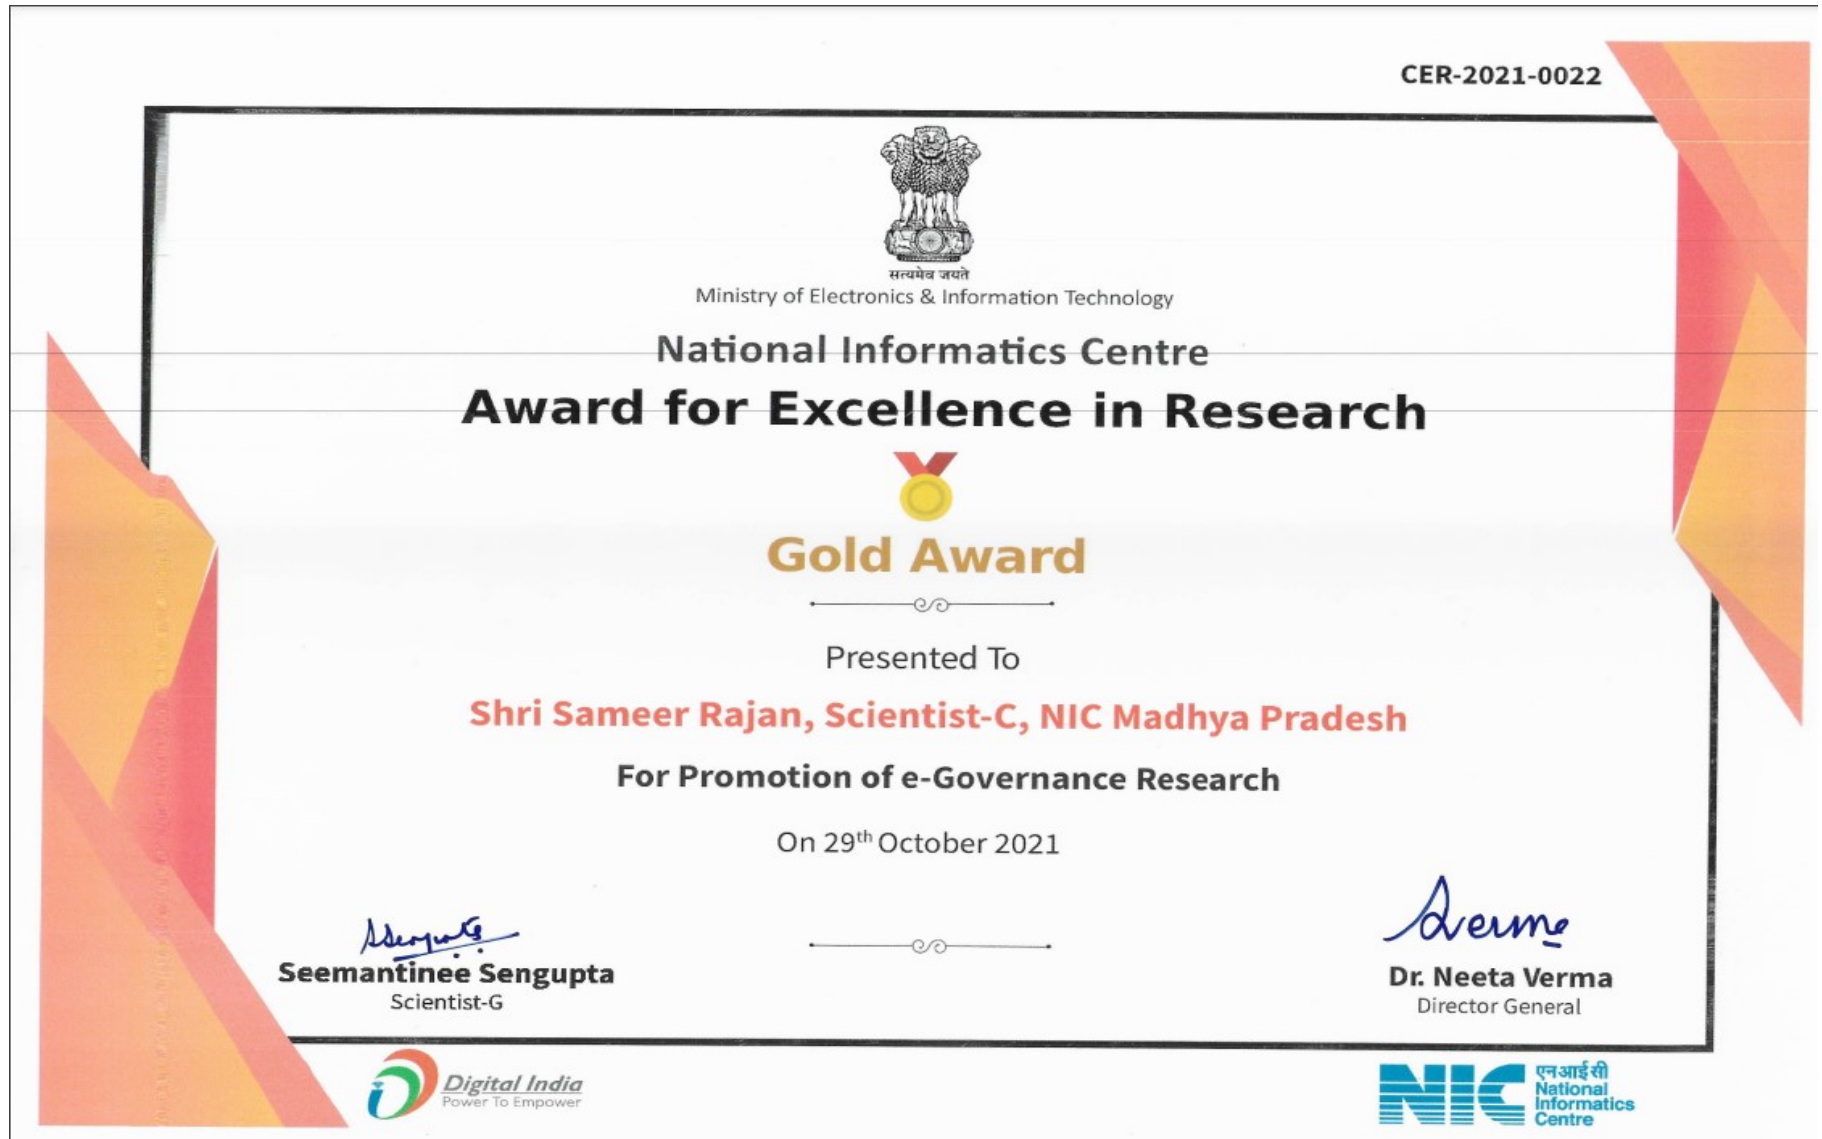 CER-2021-0022
सत्यमेव जयते
Ministry of Electronics & Information Technology
National Informatics Centre
Award for Excellence in Research
Gold Award
Presented To
Shri Sameer Rajan, Scientist-C, NIC Madhya Pradesh
For Promotion of e-Governance Research
On 29th October 2021
Seemantinee Sengupta
Scientist-G
Verma
Dr. Neeta Verma
Director General
Digital India
Power To Empower
NIC
एनआईसी
National
Informatics
Centre